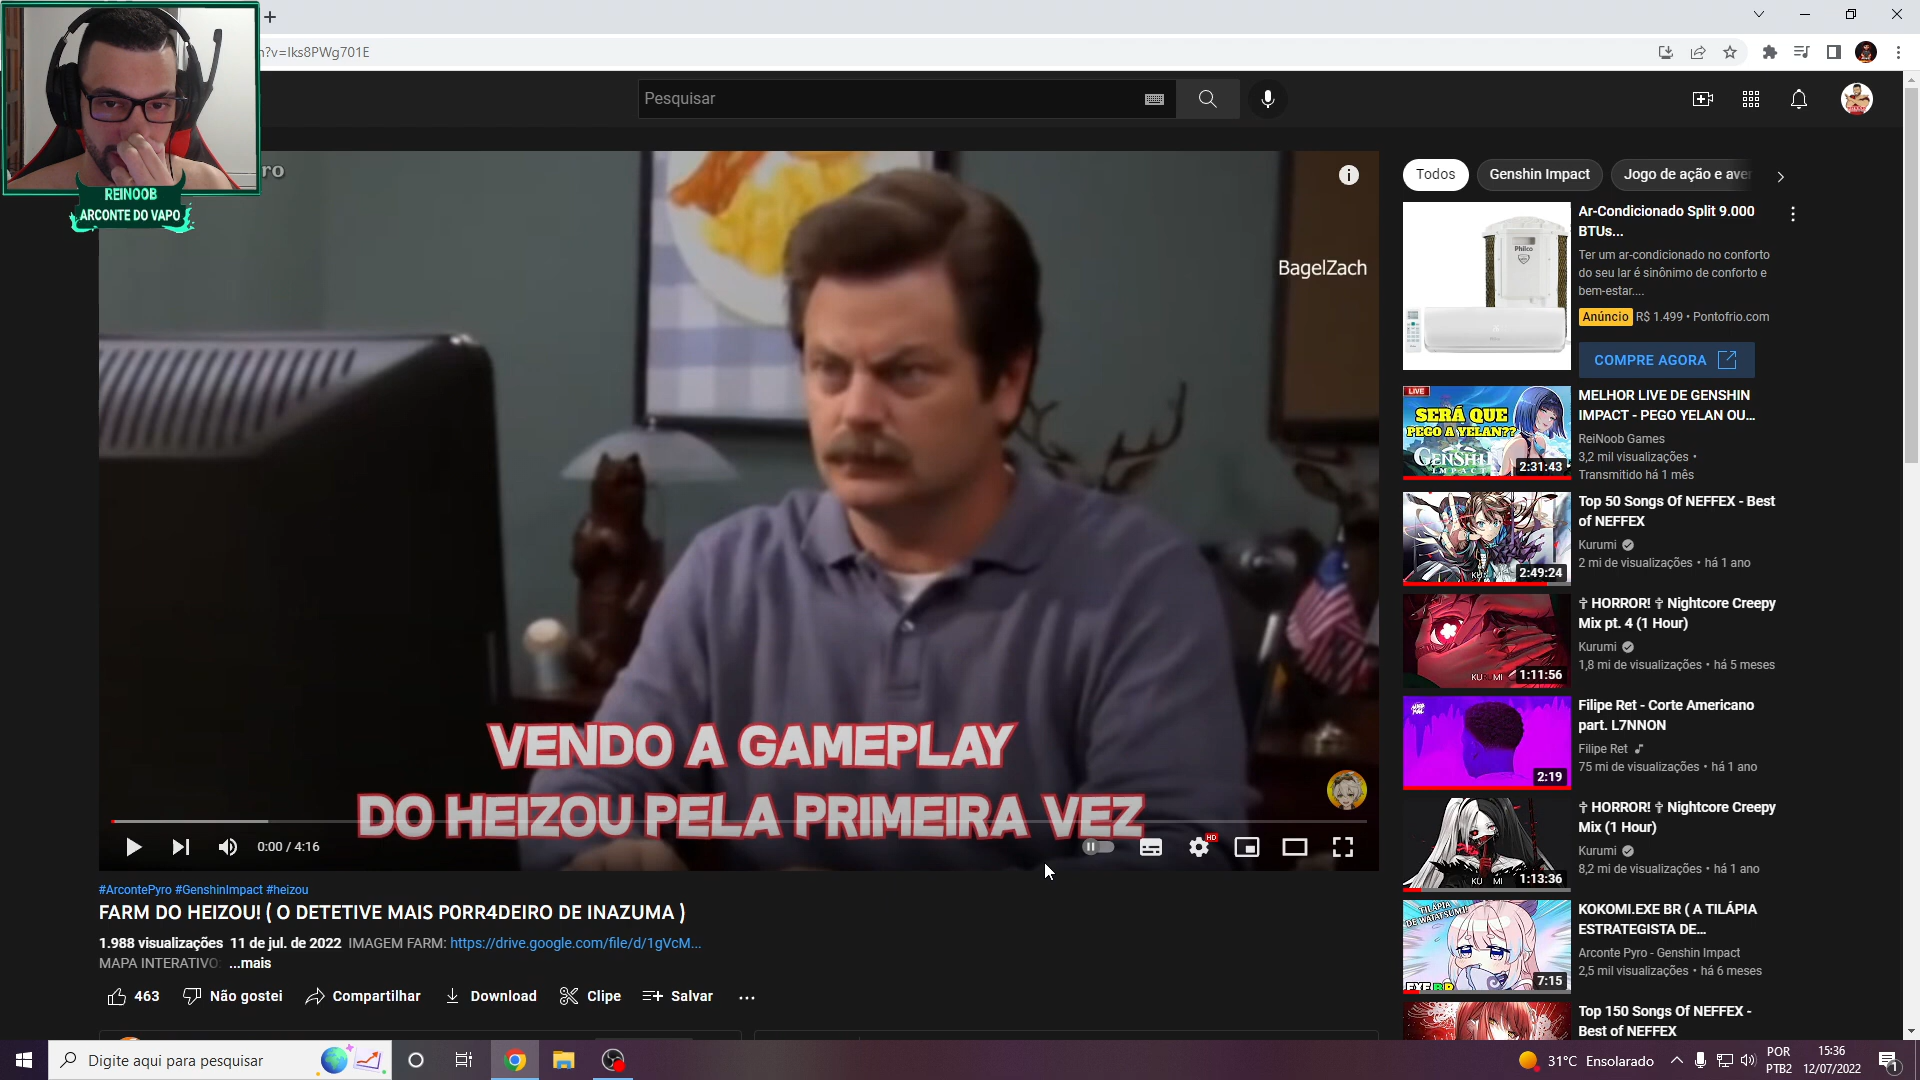 ?v=Iks8PWg701E
REINOOB
ARCONTE DO VAPO
Pesquisar
ro
BagelZach
VENDO A GAMEPLAY
DO HEIZOU PELA PRIMEIRA VEZ
0:00 / 4:16
HD
#ArcontePyro #GenshinImpact #heizou
FARM DO HEIZOU! ( O DETETIVE MAIS P0RR4DEIRO DE INAZUMA )
1.988 visualizações 11 de jul. de 2022 IMAGEM FARM: https://drive.google.com/file/d/1gVcM...
MAPA INTERATIVO: ...mais
463 Não gostei Compartilhar Download Clipe Salvar
Todos Genshin Impact Jogo de ação e aver
Philco
Ar-Condicionado Split 9.000
BTUs...
Ter um ar-condicionado no conforto
do seu lar é sinônimo de conforto e
bem-estar....
Anúncio R$ 1.499 • Pontofrio.com
COMPRE AGORA
LIVE
SERÁ QUE
PEGO A YELAN??
GENSHIN
IMPACT
2:31:43
MELHOR LIVE DE GENSHIN
IMPACT - PEGO YELAN OU...
ReiNoob Games
3,2 mil visualizações •
Transmitido há 1 mês
2:49:24
Top 50 Songs Of NEFFEX - Best
of NEFFEX
Kurumi
2 mi de visualizações • há 1 ano
KURUMI
1:11:56
✞ HORROR! ✞ Nightcore Creepy
Mix pt. 4 (1 Hour)
Kurumi
1,8 mi de visualizações • há 5 meses
2:19
Filipe Ret - Corte Americano
part. L7NNON
Filipe Ret
75 mi de visualizações • há 1 ano
1:13:36
✞ HORROR! ✞ Nightcore Creepy
Mix (1 Hour)
Kurumi
8,2 mi de visualizações • há 1 ano
TILÁPIA
DE WATATSUMI!
.EXE BR
7:15
KOKOMI.EXE BR ( A TILÁPIA
ESTRATEGISTA DE...
Arconte Pyro - Genshin Impact
2,5 mil visualizações • há 6 meses
Top 150 Songs Of NEFFEX -
Best of NEFFEX
Digite aqui para pesquisar
31°C Ensolarado
POR
PTB2
15:36
12/07/2022
1